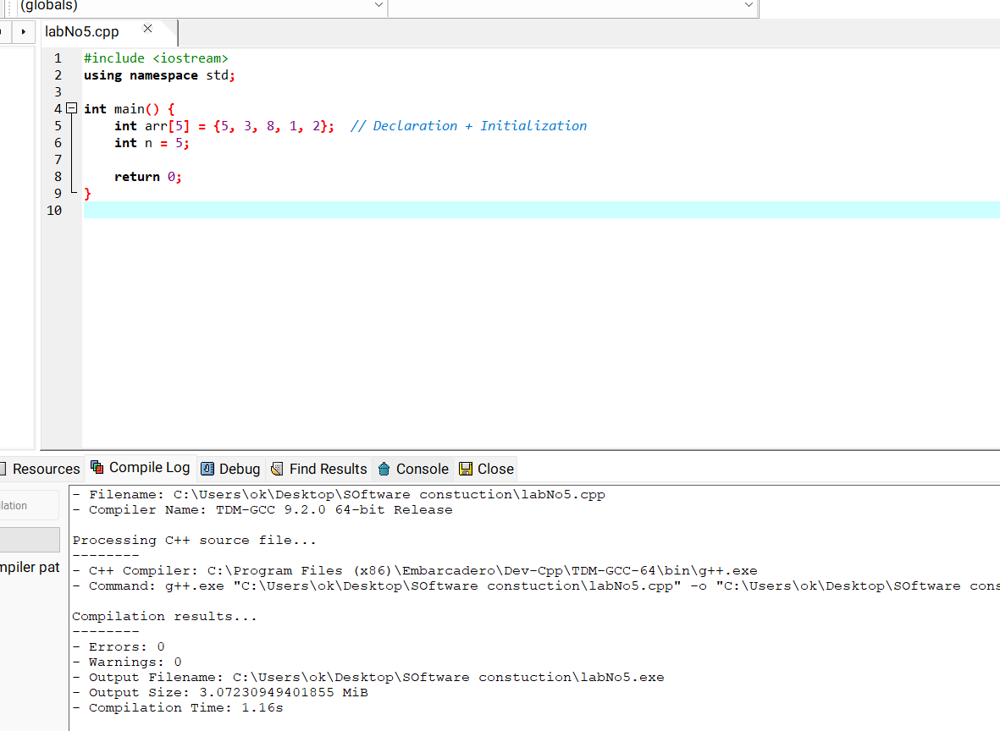 (globals)
labNo5.cpp
1 #include <iostream>
2 using namespace std;
3
4 int main() {
5     int arr[5] = {5, 3, 8, 1, 2};  // Declaration + Initialization
6     int n = 5;
7
8     return 0;
9 }
10
Resources Compile Log Debug Find Results Console Close
- Filename: C:\Users\ok\Desktop\SOftware constuction\labNo5.cpp
lation
- Compiler Name: TDM-GCC 9.2.0 64-bit Release
Processing C++ source file...
--------
mpiler pat
- C++ Compiler: C:\Program Files (x86)\Embarcadero\Dev-Cpp\TDM-GCC-64\bin\g++.exe
- Command: g++.exe "C:\Users\ok\Desktop\SOftware constuction\labNo5.cpp" -o "C:\Users\ok\Desktop\SOftware cons
Compilation results...
--------
- Errors: 0
- Warnings: 0
- Output Filename: C:\Users\ok\Desktop\SOftware constuction\labNo5.exe
- Output Size: 3.07230949401855 MiB
- Compilation Time: 1.16s